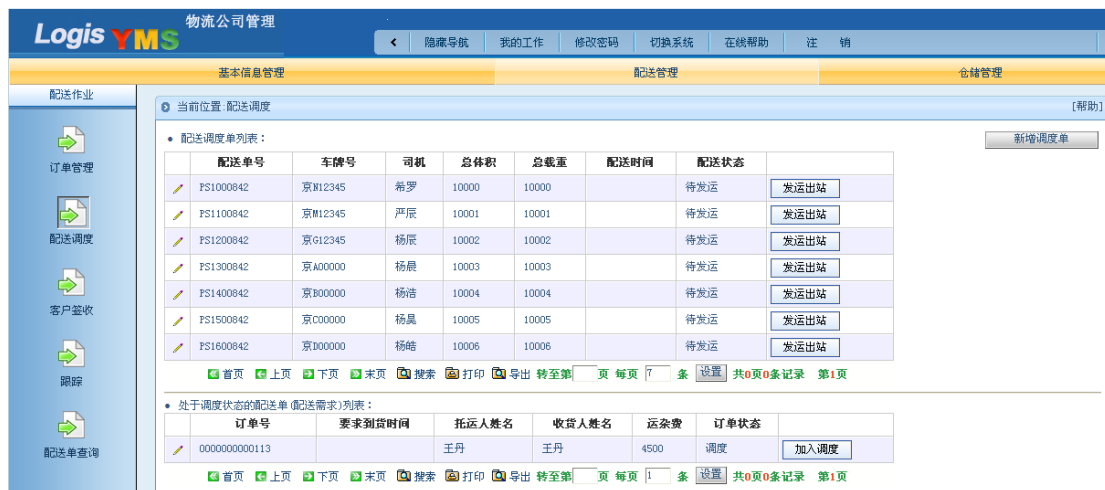 Logis YMS 物流公司管理
隐藏导航 我的工作 修改密码 切换系统 在线帮助 注 销
基本信息管理 配送管理 仓储管理
配送作业
订单管理
配送调度
客户签收
跟踪
配送单查询
当前位置:配送调度 [帮助]
配送调度单列表： 新增调度单
配送单号 车牌号 司机 总体积 总载重 配送时间 配送状态
PS1000842 京N12345 希罗 10000 10000 待发运 发运出站
PS1100842 京M12345 严辰 10001 10001 待发运 发运出站
PS1200842 京G12345 杨辰 10002 10002 待发运 发运出站
PS1300842 京A00000 杨晨 10003 10003 待发运 发运出站
PS1400842 京B00000 杨浩 10004 10004 待发运 发运出站
PS1500842 京C00000 杨昊 10005 10005 待发运 发运出站
PS1600842 京D00000 杨皓 10006 10006 待发运 发运出站
首页 上页 下页 末页 搜索 打印 导出 转至第 页 每页 7 条 设置 共0页0条记录 第1页
处于调度状态的配送单(配送需求)列表：
订单号 要求到货时间 托运人姓名 收货人姓名 运杂费 订单状态
0000000000113 王丹 王丹 4500 调度 加入调度
首页 上页 下页 末页 搜索 打印 导出 转至第 页 每页 1 条 设置 共0页0条记录 第1页